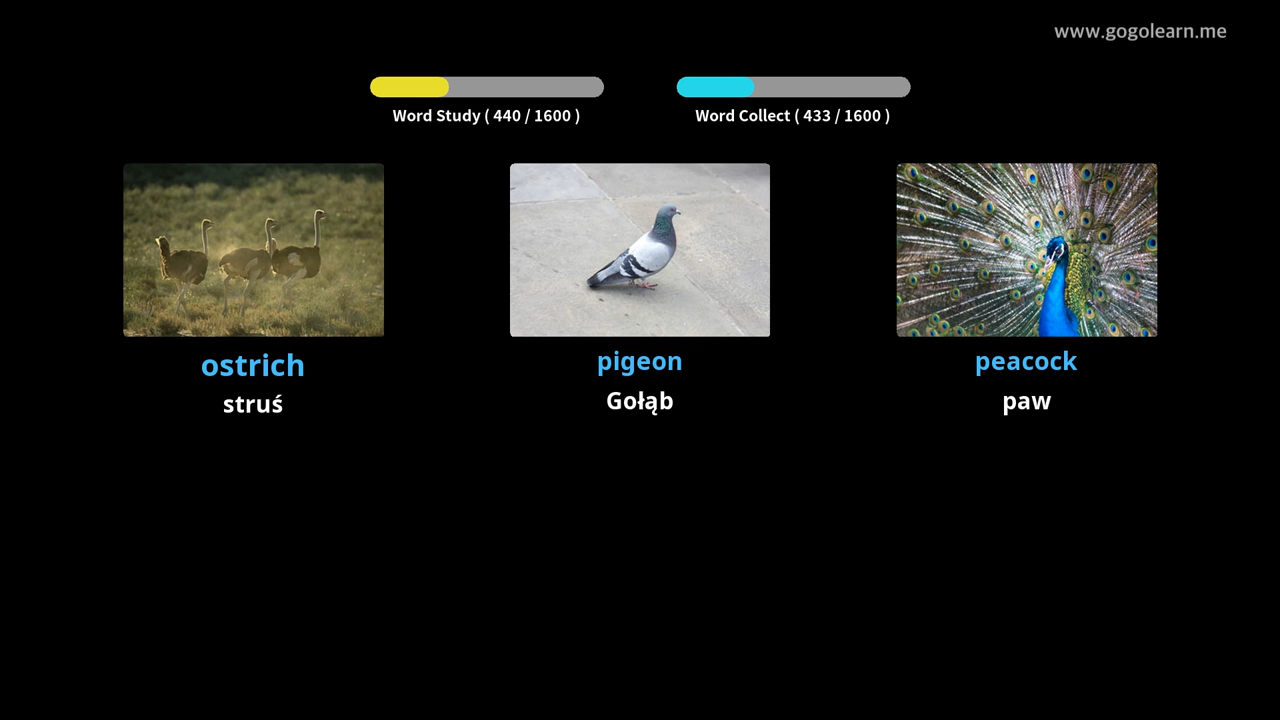 www.gogolearn.me
Word Study ( 440 / 1600 )
Word Collect ( 433 / 1600 )
ostrich
struś
pigeon
Gołąb
peacock
paw